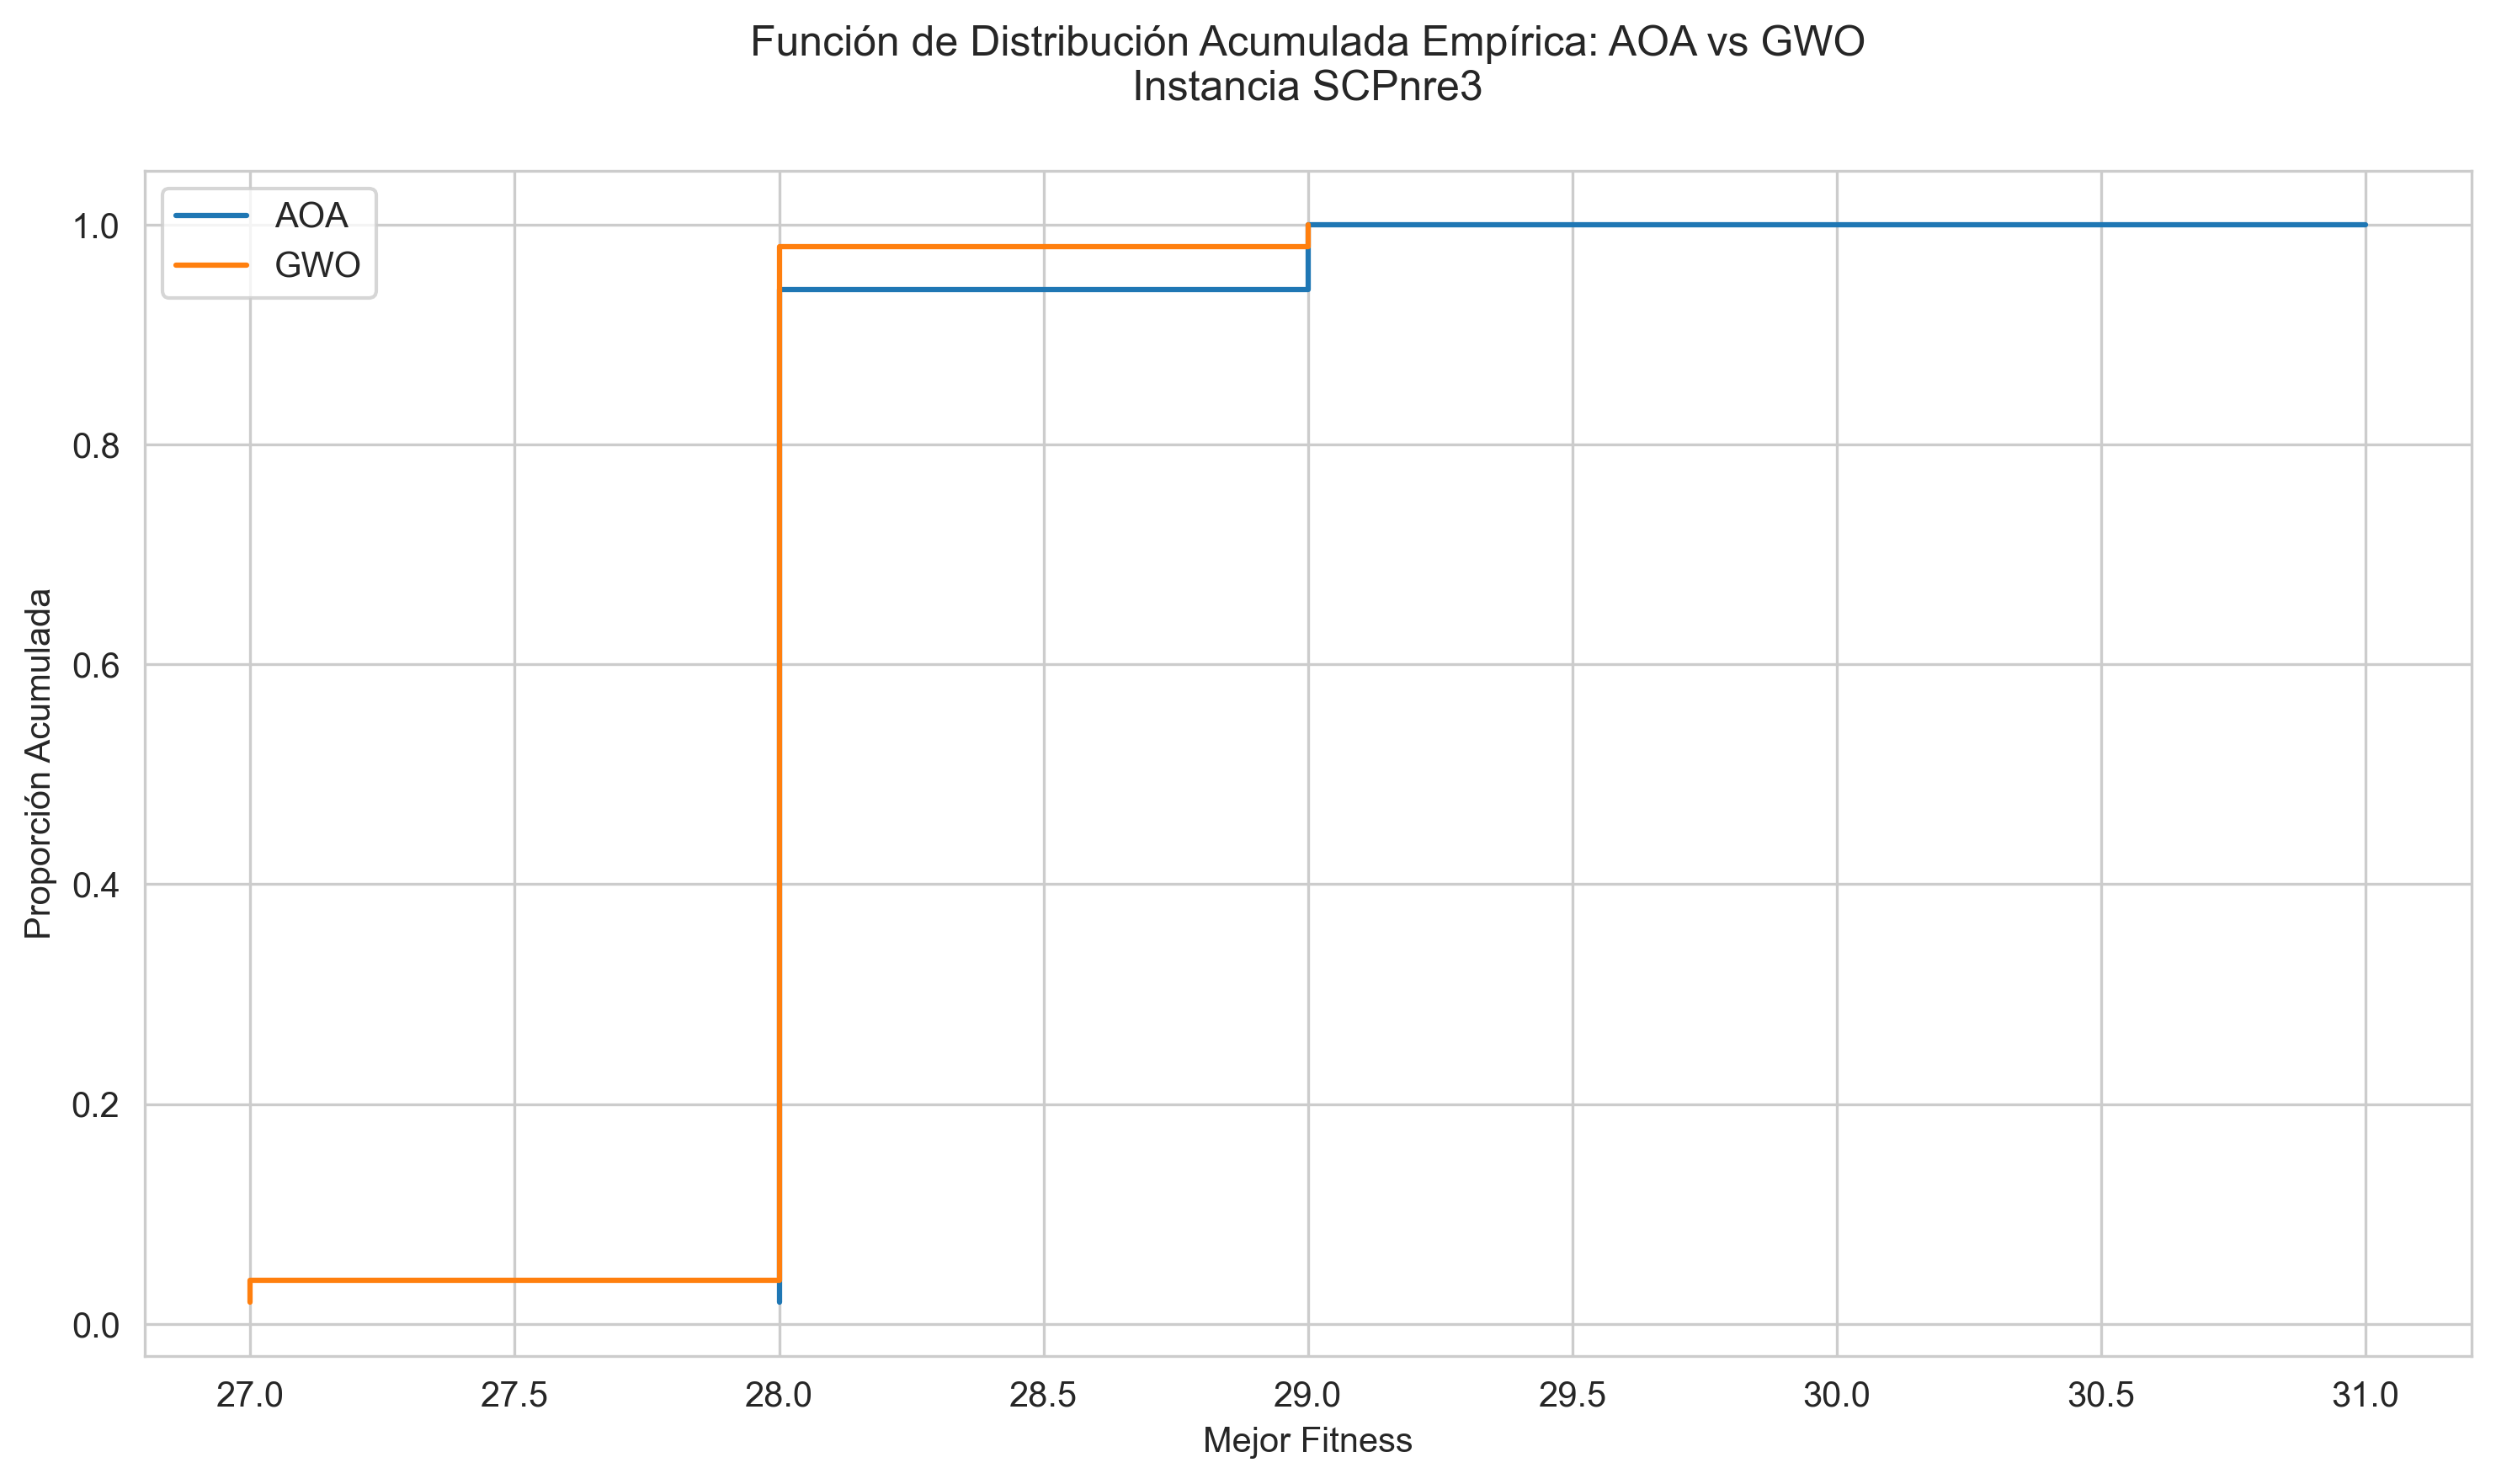 Función de Distribución Acumulada Empírica: AOA vs GWO
Instancia SCPnre3
AOA
GWO
1.0
0.8
0.6
0.4
0.2
0.0
Proporción Acumulada
27.0 27.5 28.0 28.5 29.0 29.5 30.0 30.5 31.0
Mejor Fitness